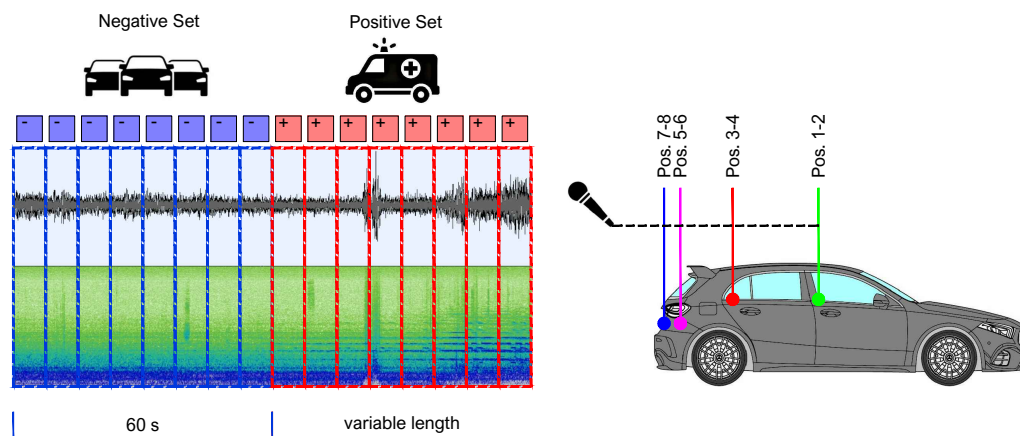 Negative Set
Positive Set
- - - - - - - - + + + + + + + +
60 s
variable length
Pos. 7-8
Pos. 5-6
Pos. 3-4
Pos. 1-2